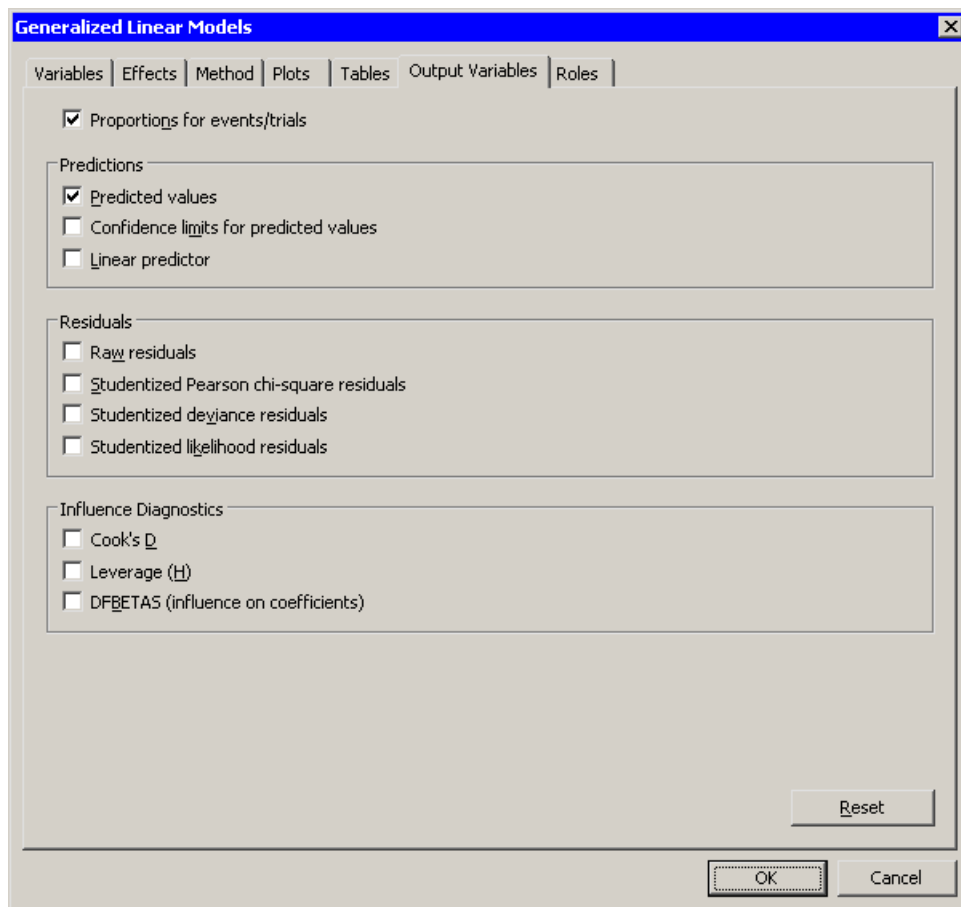 Generalized Linear Models
Variables Effects Method Plots Tables Output Variables Roles
Proportions for events/trials
Predictions
Predicted values
Confidence limits for predicted values
Linear predictor
Residuals
Raw residuals
Studentized Pearson chi-square residuals
Studentized deviance residuals
Studentized likelihood residuals
Influence Diagnostics
Cook's D
Leverage (H)
DFBETAS (influence on coefficients)
Reset
OK Cancel